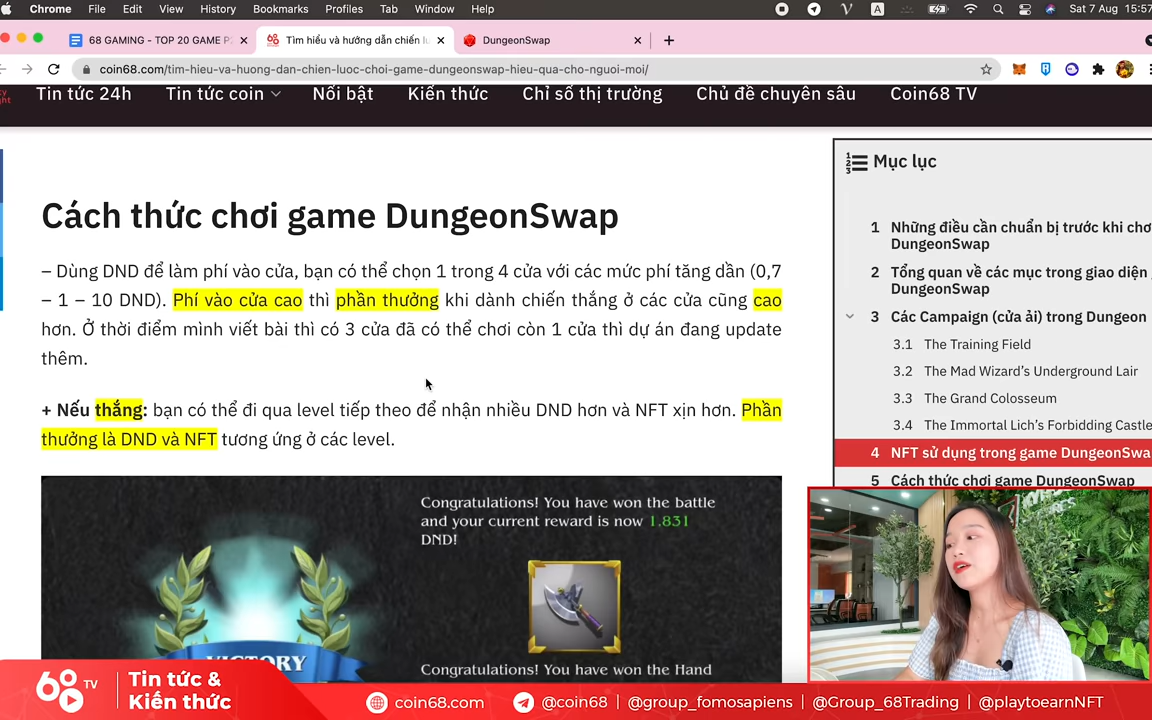 Chrome File Edit View History Bookmarks Profiles Tab Window Help A Sat 7 Aug 15:57
68 GAMING - TOP 20 GAME P2 Tìm hiểu và hướng dẫn chiến lu DungeonSwap
coin68.com/tim-hieu-va-huong-dan-chien-luoc-choi-game-dungeonswap-hieu-qua-cho-nguoi-moi/
Tin tức 24h Tin tức coin Nổi bật Kiến thức Chỉ số thị trường Chủ đề chuyên sâu Coin68 TV
Cách thức chơi game DungeonSwap
– Dùng DND để làm phí vào cửa, bạn có thể chọn 1 trong 4 cửa với các mức phí tăng dần (0,7
– 1 – 10 DND). Phí vào cửa cao thì phần thưởng khi dành chiến thắng ở các cửa cũng cao
hơn. Ở thời điểm mình viết bài thì có 3 cửa đã có thể chơi còn 1 cửa thì dự án đang update
thêm.
+ Nếu thắng: bạn có thể đi qua level tiếp theo để nhận nhiều DND hơn và NFT xịn hơn. Phần
thưởng là DND và NFT tương ứng ở các level.
Congratulations! You have won the battle
and your current reward is now 1.831
DND!
Congratulations! You have won the Hand
VICTORY
Mục lục
1 Những điều cần chuẩn bị trước khi chơ
DungeonSwap
2 Tổng quan về các mục trong giao diện
DungeonSwap
3 Các Campaign (cửa ải) trong Dungeon
3.1 The Training Field
3.2 The Mad Wizard's Underground Lair
3.3 The Grand Colosseum
3.4 The Immortal Lich's Forbidding Castle
4 NFT sử dụng trong game DungeonSwa
5 Cách thức chơi game DungeonSwap
68 TV Tin tức &
Kiến thức
coin68.com @coin68 | @group_fomosapiens | @Group_68Trading | @playtoearnNFT